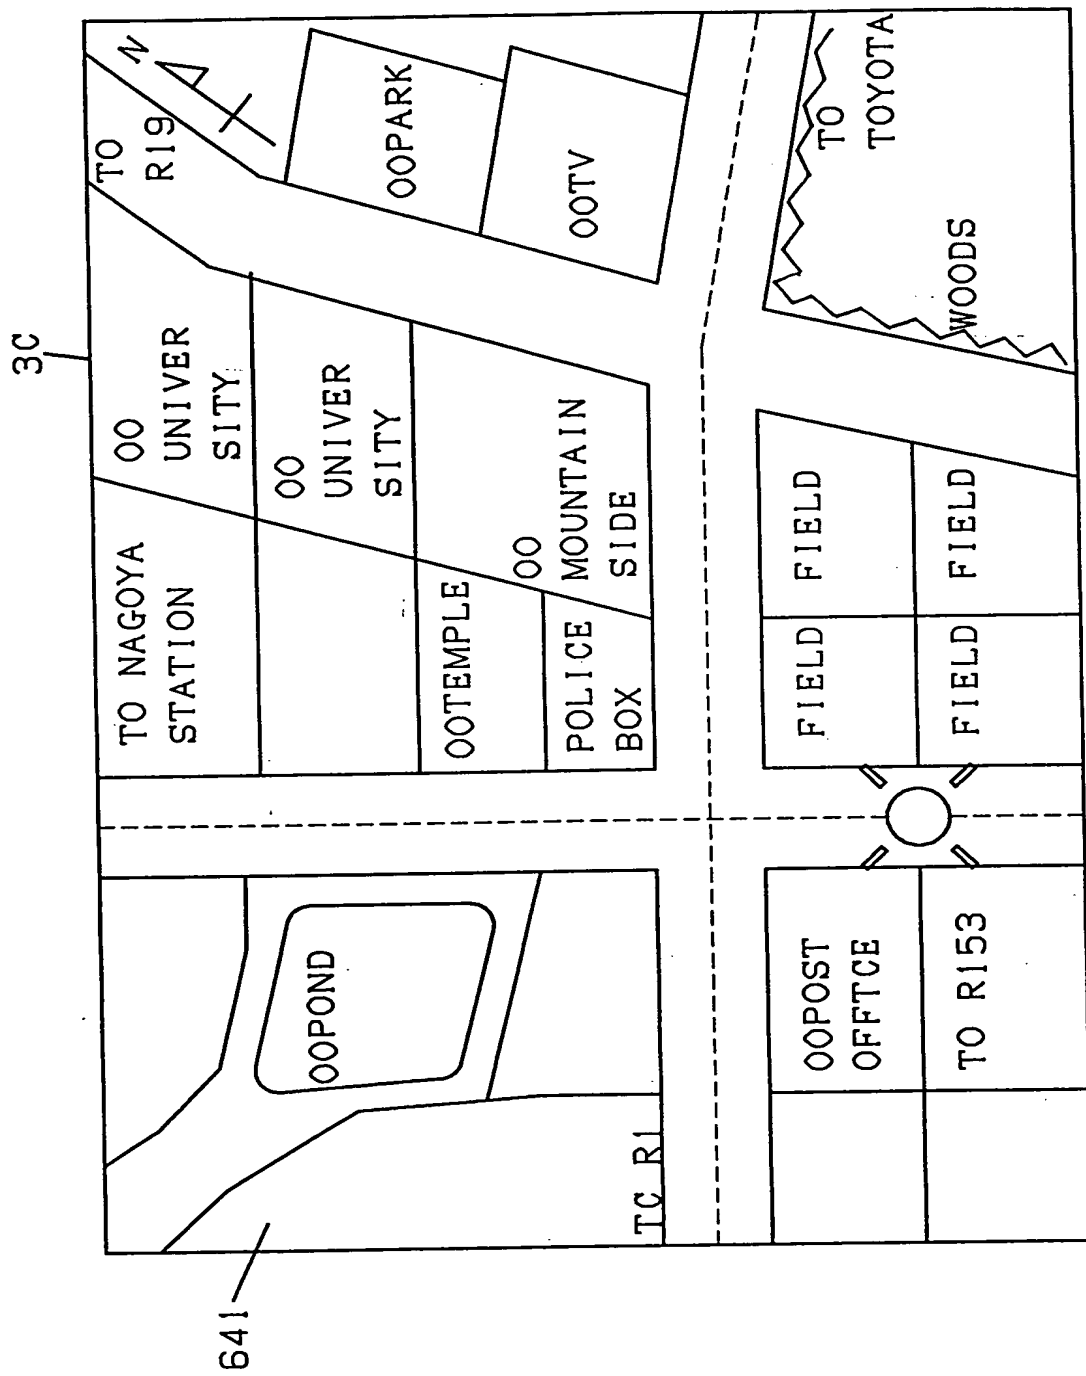 3C
641
N
TO
R19
TO NAGOYA
STATION
OO
UNIVER
SITY
OOPOND
OO
UNIVER
SITY
OOPARK
OOTEMPLE
OO
MOUNTAIN
SIDE
POLICE
BOX
OOTV
TC R1
OOPOST
OFFTCE
FIELD
FIELD
TO
TOYOTA
TO R153
FIELD
FIELD
WOODS